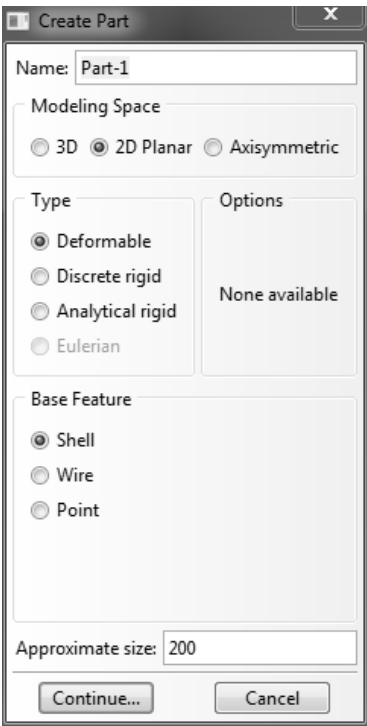 Create Part
X
Name: Part-1
Modeling Space
3D 2D Planar Axisymmetric
Type
Deformable
Discrete rigid
Analytical rigid
Eulerian
Options
None available
Base Feature
Shell
Wire
Point
Approximate size: 200
Continue... Cancel